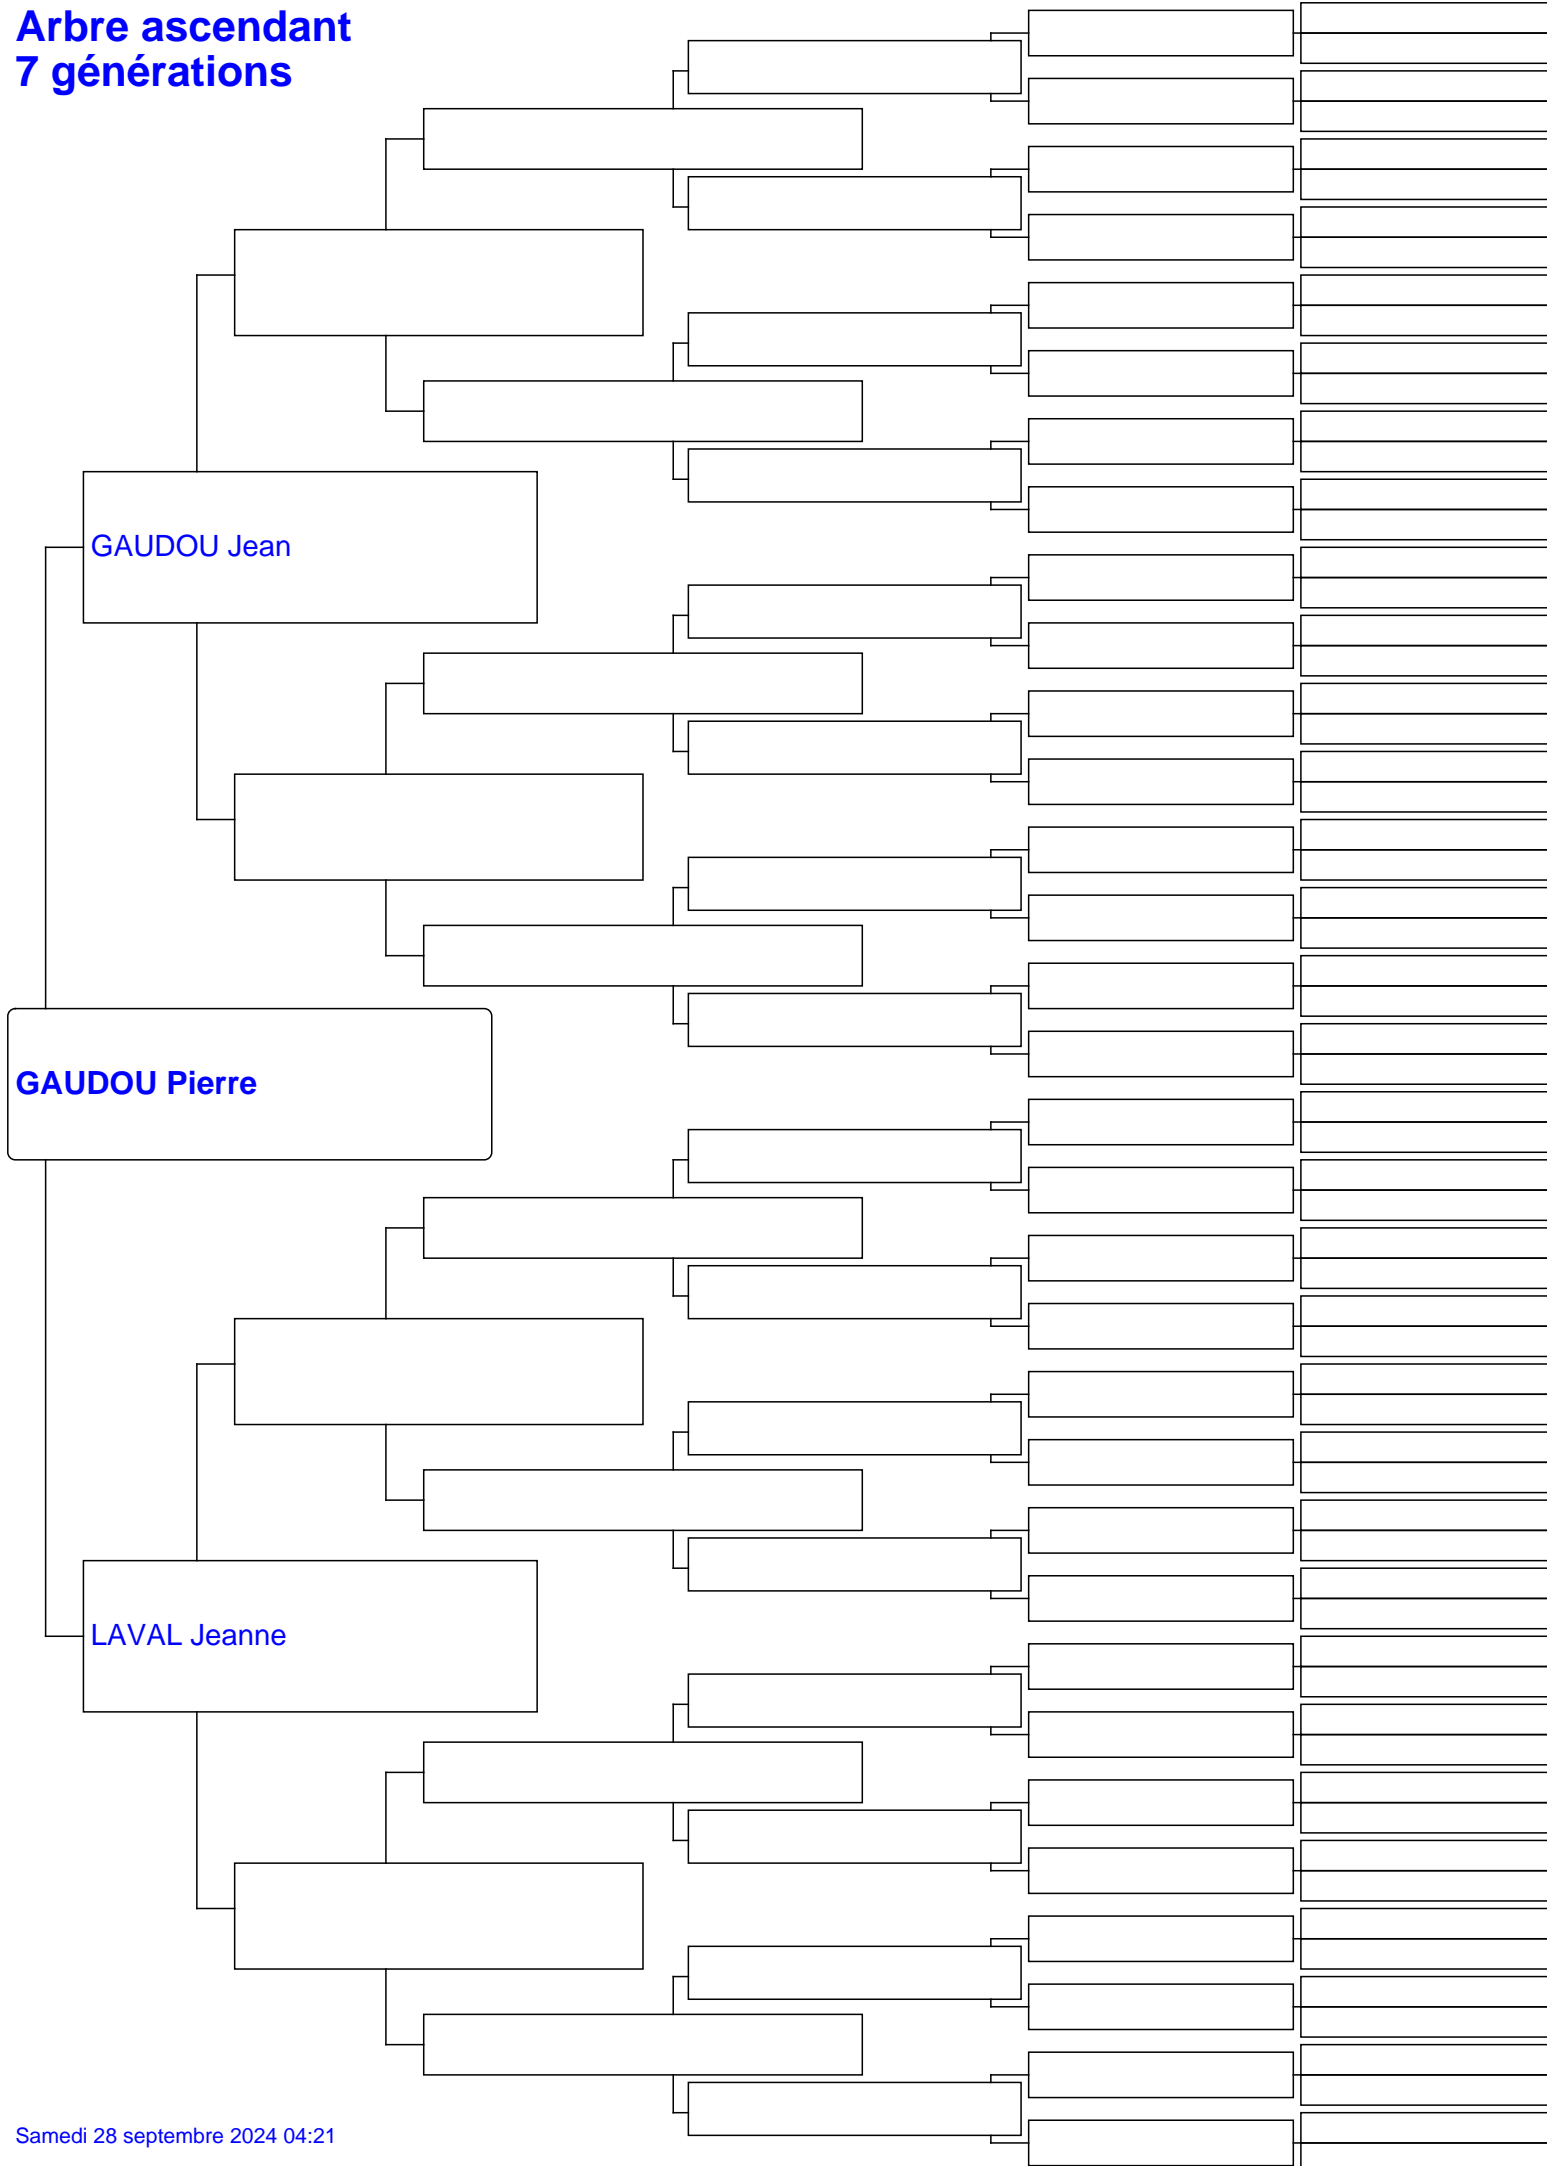 Arbre ascendant
7 générations
GAUDOU Jean
GAUDOU Pierre
LAVAL Jeanne
Samedi 28 septembre 2024 04:21